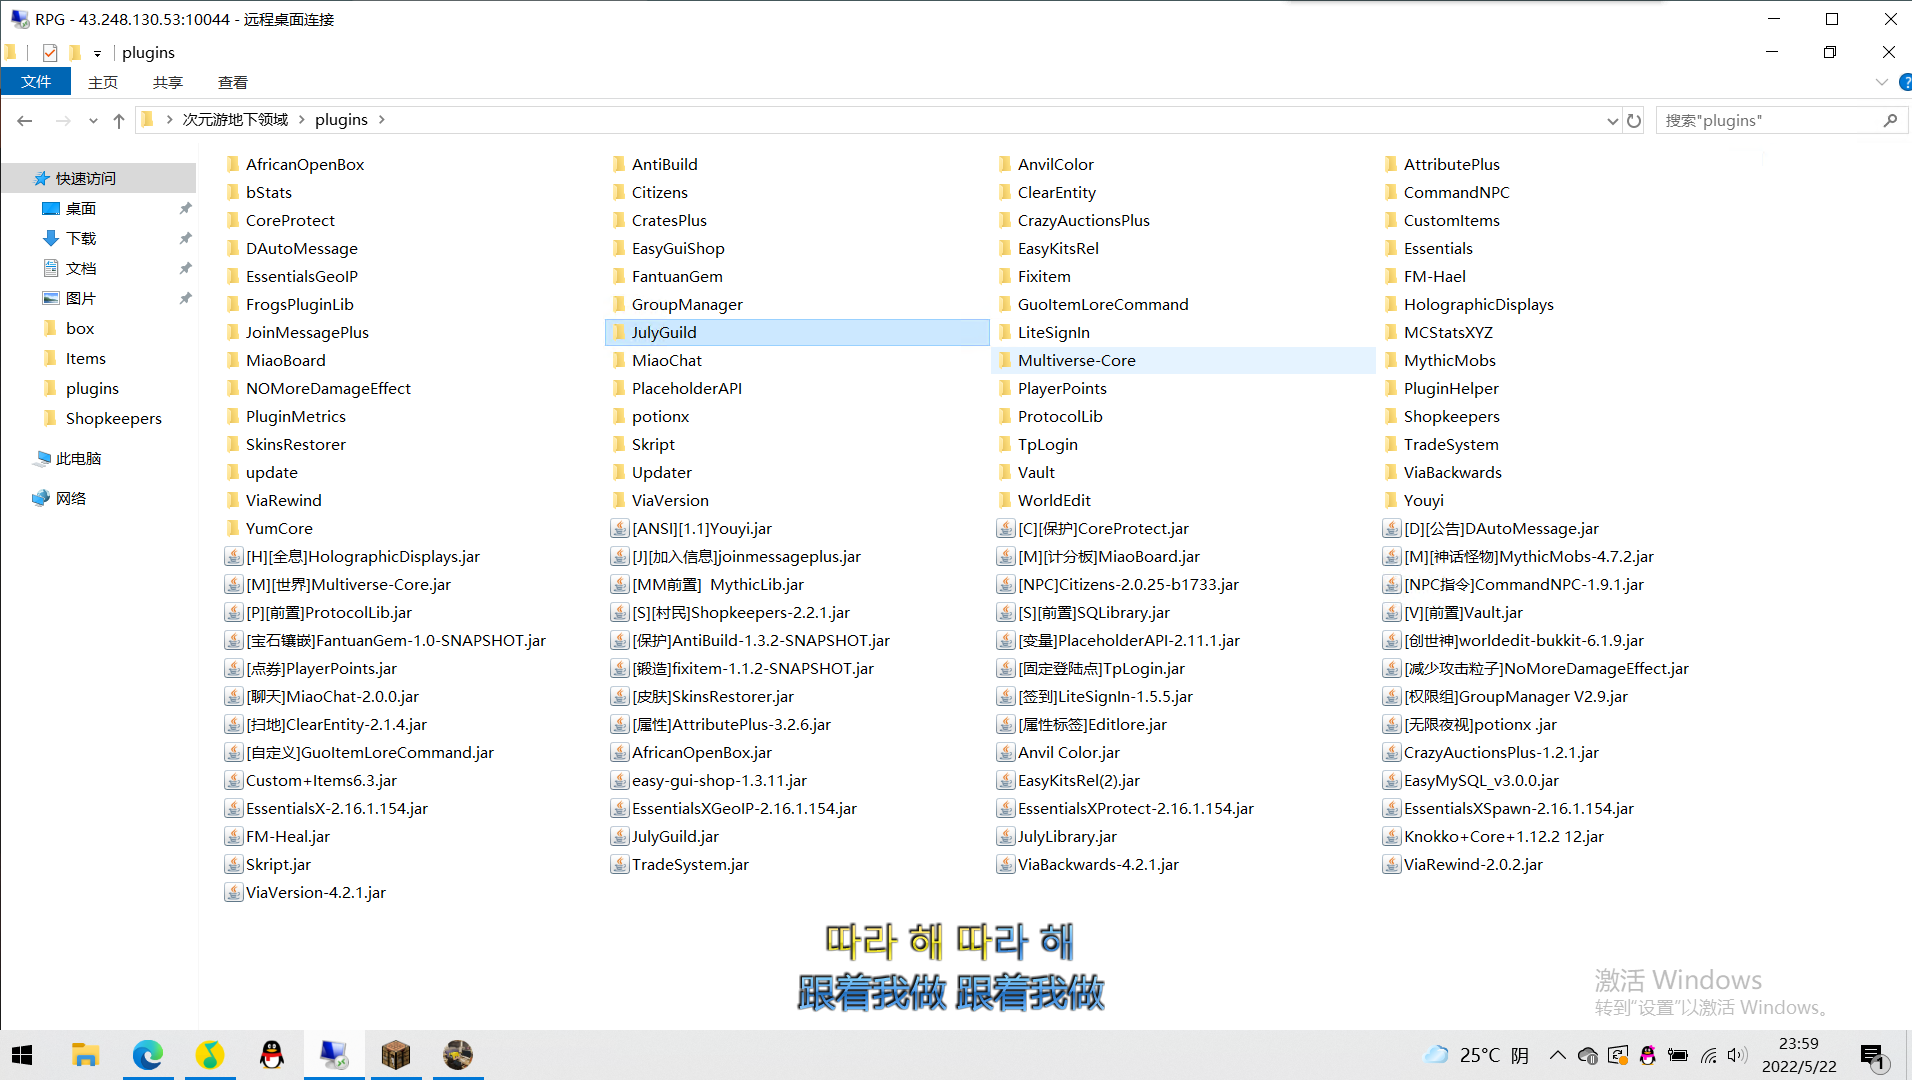 RPG - 43.248.130.53:10044 - 远程桌面连接
plugins
文件 主页 共享 查看
次元游地下领域 plugins 搜索"plugins"
快速访问
桌面
下载
文档
图片
box
Items
plugins
Shopkeepers
此电脑
网络
AfricanOpenBox AntiBuild AnvilColor AttributePlus
bStats Citizens ClearEntity CommandNPC
CoreProtect CratesPlus CrazyAuctionsPlus CustomItems
DAutoMessage EasyGuiShop EasyKitsRel Essentials
EssentialsGeoIP FantuanGem Fixitem FM-Hael
FrogsPluginLib GroupManager GuoItemLoreCommand HolographicDisplays
JoinMessagePlus JulyGuild LiteSignIn MCStatsXYZ
MiaoBoard MiaoChat Multiverse-Core MythicMobs
NOMoreDamageEffect PlaceholderAPI PlayerPoints PluginHelper
PluginMetrics potionx ProtocolLib Shopkeepers
SkinsRestorer Skript TpLogin TradeSystem
update Updater Vault ViaBackwards
ViaRewind ViaVersion WorldEdit Youyi
YumCore [ANSI][1.1]Youyi.jar [C][保护]CoreProtect.jar [D][公告]DAutoMessage.jar
[H][全息]HolographicDisplays.jar [J][加入信息]joinmessageplus.jar [M][计分板]MiaoBoard.jar [M][神话怪物]MythicMobs-4.7.2.jar
[M][世界]Multiverse-Core.jar [MM前置]  MythicLib.jar [NPC]Citizens-2.0.25-b1733.jar [NPC指令]CommandNPC-1.9.1.jar
[P][前置]ProtocolLib.jar [S][村民]Shopkeepers-2.2.1.jar [S][前置]SQLibrary.jar [V][前置]Vault.jar
[宝石镶嵌]FantuanGem-1.0-SNAPSHOT.jar [保护]AntiBuild-1.3.2-SNAPSHOT.jar [变量]PlaceholderAPI-2.11.1.jar [创世神]worldedit-bukkit-6.1.9.jar
[点券]PlayerPoints.jar [锻造]fixitem-1.1.2-SNAPSHOT.jar [固定登陆点]TpLogin.jar [减少攻击粒子]NoMoreDamageEffect.jar
[聊天]MiaoChat-2.0.0.jar [皮肤]SkinsRestorer.jar [签到]LiteSignIn-1.5.5.jar [权限组]GroupManager V2.9.jar
[扫地]ClearEntity-2.1.4.jar [属性]AttributePlus-3.2.6.jar [属性标签]Editlore.jar [无限夜视]potionx .jar
[自定义]GuoItemLoreCommand.jar AfricanOpenBox.jar Anvil Color.jar CrazyAuctionsPlus-1.2.1.jar
Custom+Items6.3.jar easy-gui-shop-1.3.11.jar EasyKitsRel(2).jar EasyMySQL_v3.0.0.jar
EssentialsX-2.16.1.154.jar EssentialsXGeoIP-2.16.1.154.jar EssentialsXProtect-2.16.1.154.jar EssentialsXSpawn-2.16.1.154.jar
FM-Heal.jar JulyGuild.jar JulyLibrary.jar Knokko+Core+1.12.2 12.jar
Skript.jar TradeSystem.jar ViaBackwards-4.2.1.jar ViaRewind-2.0.2.jar
ViaVersion-4.2.1.jar
따라 해 따라 해
跟着我做 跟着我做
激活 Windows
转到"设置"以激活 Windows。
25°C 阴
23:59
2022/5/22
1